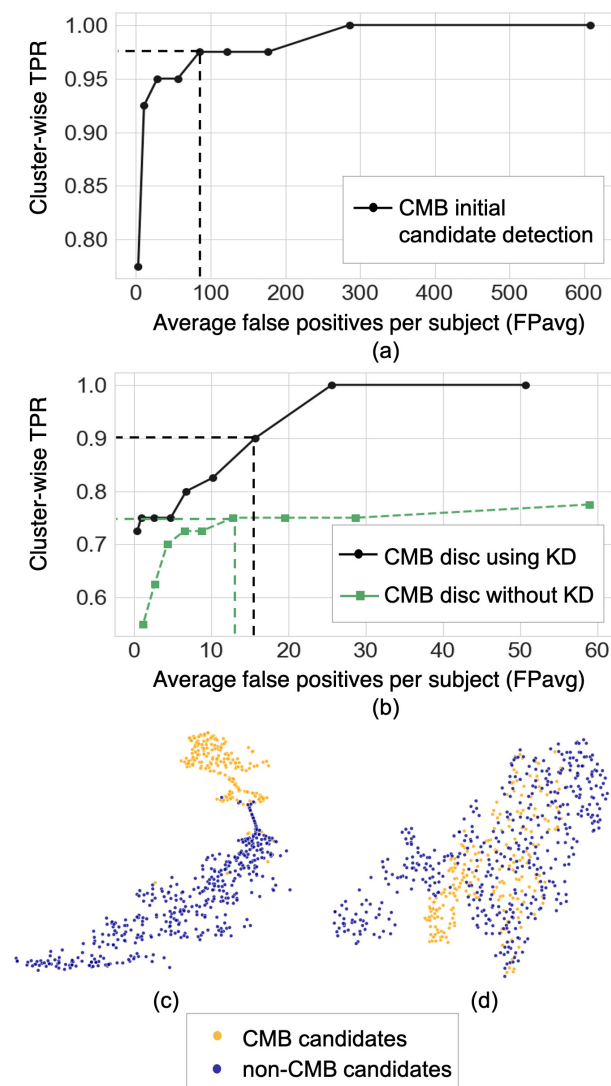 1.00
0.95
0.90
0.85
0.80
Cluster-wise TPR
CMB initial
candidate detection
0 100 200 300 400 500 600
Average false positives per subject (FPavg)
(a)
1.0
0.9
0.8
0.7
0.6
Cluster-wise TPR
CMB disc using KD
CMB disc without KD
0 10 20 30 40 50 60
Average false positives per subject (FPavg)
(b)
(c) (d)
CMB candidates
non-CMB candidates